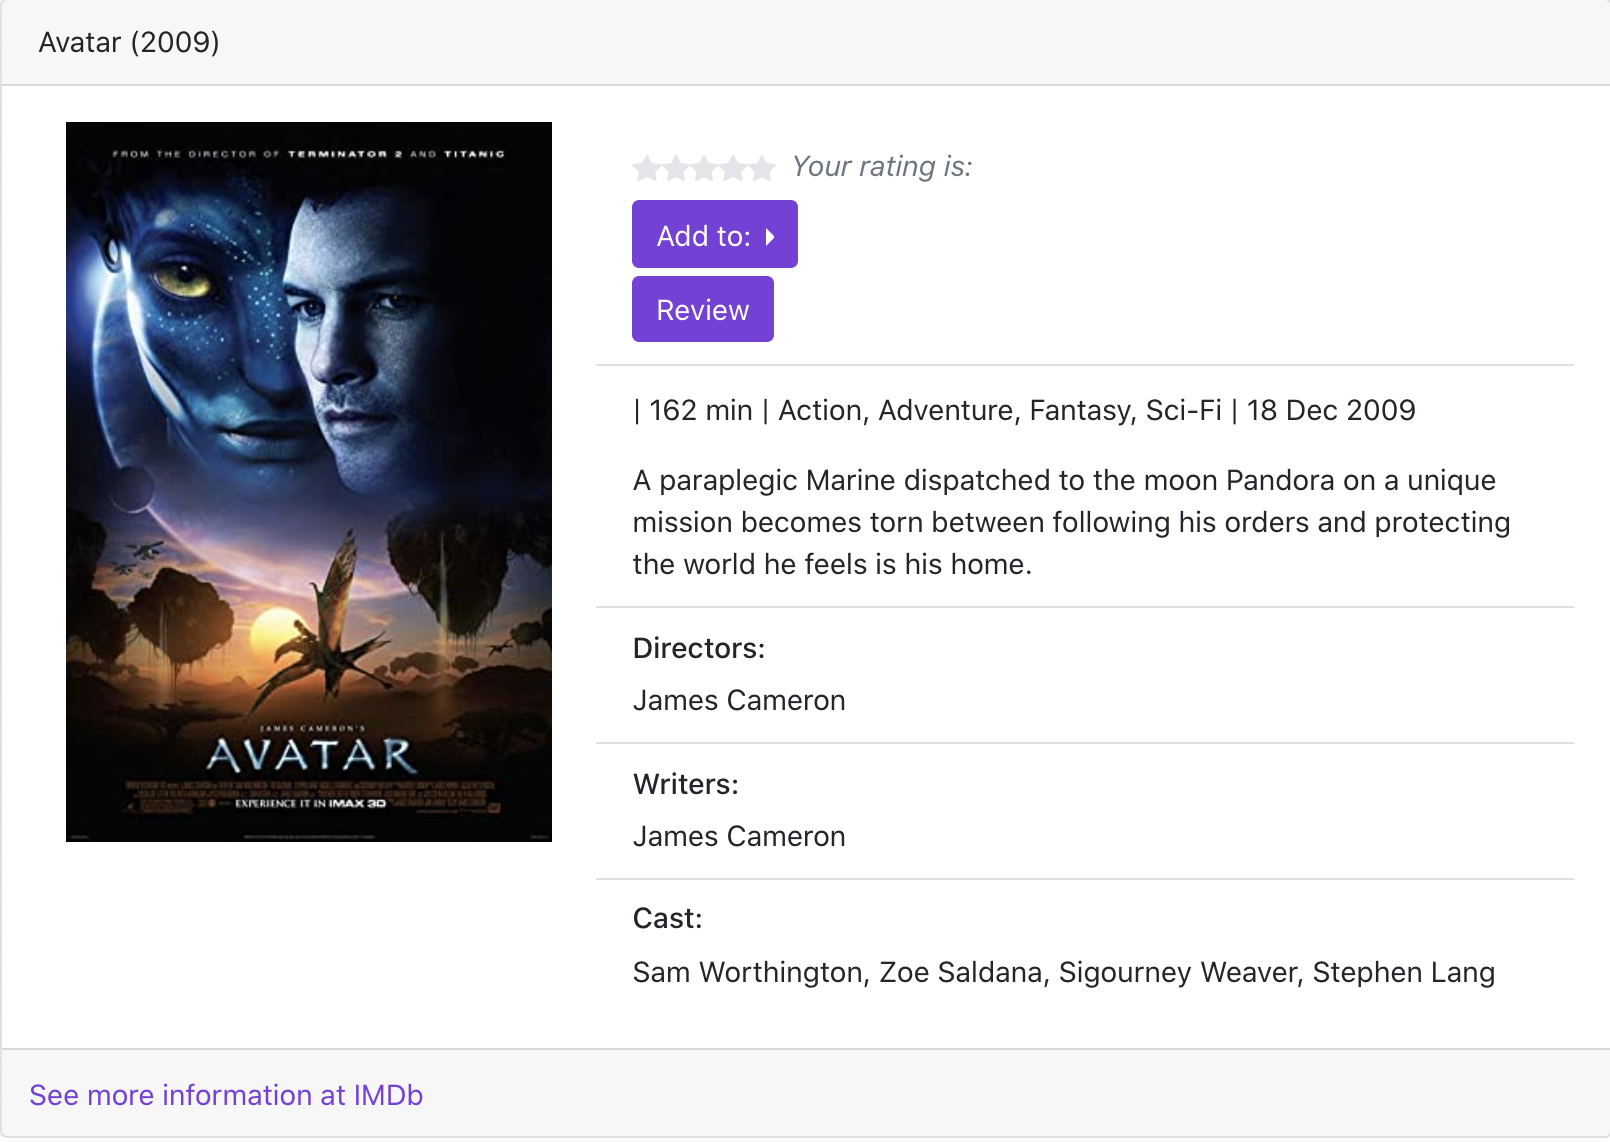 Avatar (2009)
FROM THE DIRECTOR OF TERMINATOR 2 AND TITANIC
JAMES CAMERON'S
AVATAR
EXPERIENCE IT IN IMAX 3D
Your rating is:
Add to:
Review
| 162 min | Action, Adventure, Fantasy, Sci-Fi | 18 Dec 2009
A paraplegic Marine dispatched to the moon Pandora on a unique
mission becomes torn between following his orders and protecting
the world he feels is his home.
Directors:
James Cameron
Writers:
James Cameron
Cast:
Sam Worthington, Zoe Saldana, Sigourney Weaver, Stephen Lang
See more information at IMDb